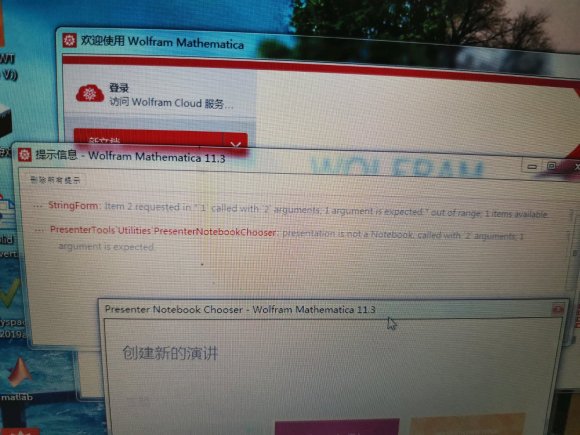 欢迎使用 Wolfram Mathematica
登录
访问 Wolfram Cloud 服务...
新文档
WOLFRAM
提示信息 - Wolfram Mathematica 11.3
删除所有提示
... StringForm: Item 2 requested in "`1` called with `2` arguments; 1 argument is expected." out of range; 1 items available.
... PresenterTools`Utilities`PresenterNotebookChooser: presentation is not a Notebook, called with `2` arguments; 1
argument is expected.
Presenter Notebook Chooser - Wolfram Mathematica 11.3
创建新的演讲
matlab